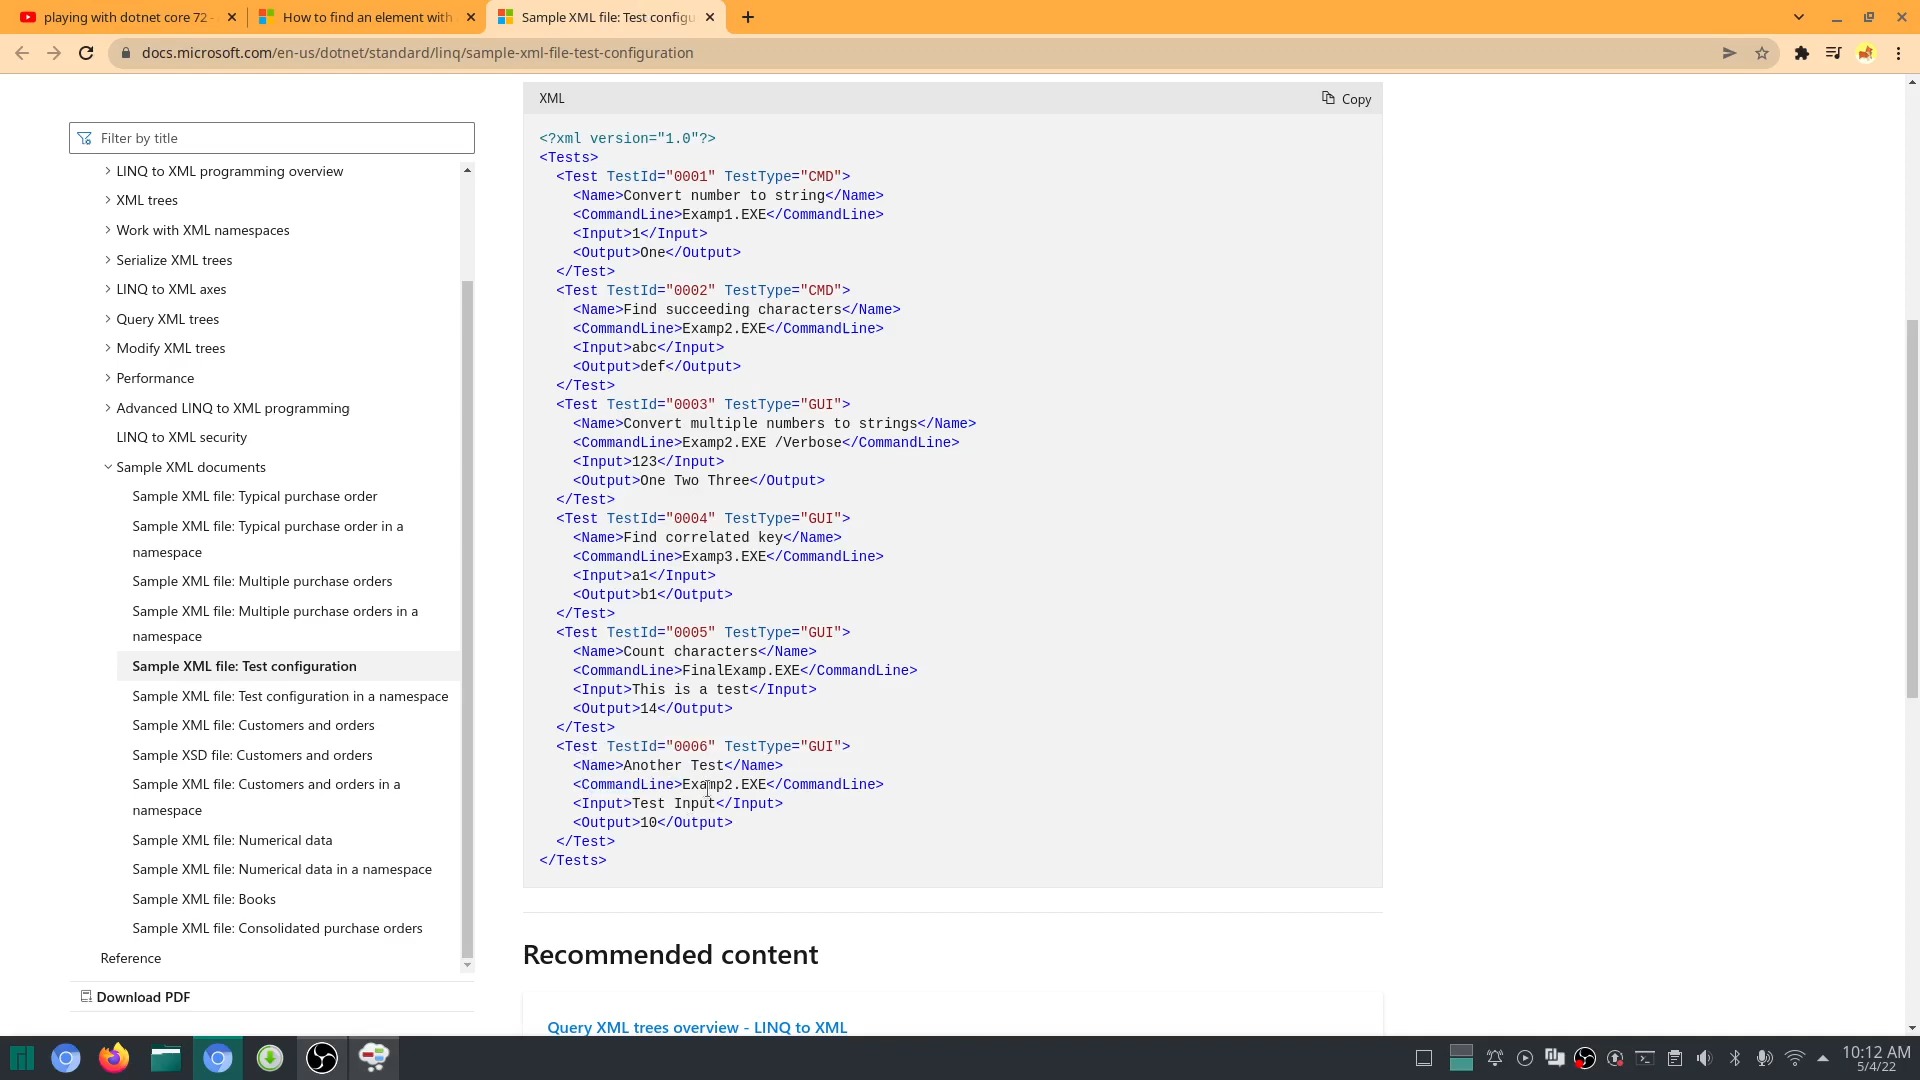 playing with dotnet core 72 -
How to find an element with
Sample XML file: Test configu
docs.microsoft.com/en-us/dotnet/standard/linq/sample-xml-file-test-configuration
Filter by title
LINQ to XML programming overview
XML trees
Work with XML namespaces
Serialize XML trees
LINQ to XML axes
Query XML trees
Modify XML trees
Performance
Advanced LINQ to XML programming
LINQ to XML security
Sample XML documents
Sample XML file: Typical purchase order
Sample XML file: Typical purchase order in a
namespace
Sample XML file: Multiple purchase orders
Sample XML file: Multiple purchase orders in a
namespace
Sample XML file: Test configuration
Sample XML file: Test configuration in a namespace
Sample XML file: Customers and orders
Sample XSD file: Customers and orders
Sample XML file: Customers and orders in a
namespace
Sample XML file: Numerical data
Sample XML file: Numerical data in a namespace
Sample XML file: Books
Sample XML file: Consolidated purchase orders
Reference
Download PDF
XML
Copy
<?xml version="1.0"?>
<Tests>
  <Test TestId="0001" TestType="CMD">
    <Name>Convert number to string</Name>
    <CommandLine>Examp1.EXE</CommandLine>
    <Input>1</Input>
    <Output>One</Output>
  </Test>
  <Test TestId="0002" TestType="CMD">
    <Name>Find succeeding characters</Name>
    <CommandLine>Examp2.EXE</CommandLine>
    <Input>abc</Input>
    <Output>def</Output>
  </Test>
  <Test TestId="0003" TestType="GUI">
    <Name>Convert multiple numbers to strings</Name>
    <CommandLine>Examp2.EXE /Verbose</CommandLine>
    <Input>123</Input>
    <Output>One Two Three</Output>
  </Test>
  <Test TestId="0004" TestType="GUI">
    <Name>Find correlated key</Name>
    <CommandLine>Examp3.EXE</CommandLine>
    <Input>a1</Input>
    <Output>b1</Output>
  </Test>
  <Test TestId="0005" TestType="GUI">
    <Name>Count characters</Name>
    <CommandLine>FinalExamp.EXE</CommandLine>
    <Input>This is a test</Input>
    <Output>14</Output>
  </Test>
  <Test TestId="0006" TestType="GUI">
    <Name>Another Test</Name>
    <CommandLine>Examp2.EXE</CommandLine>
    <Input>Test Input</Input>
    <Output>10</Output>
  </Test>
</Tests>
Recommended content
Query XML trees overview - LINQ to XML
10:12 AM
5/4/22